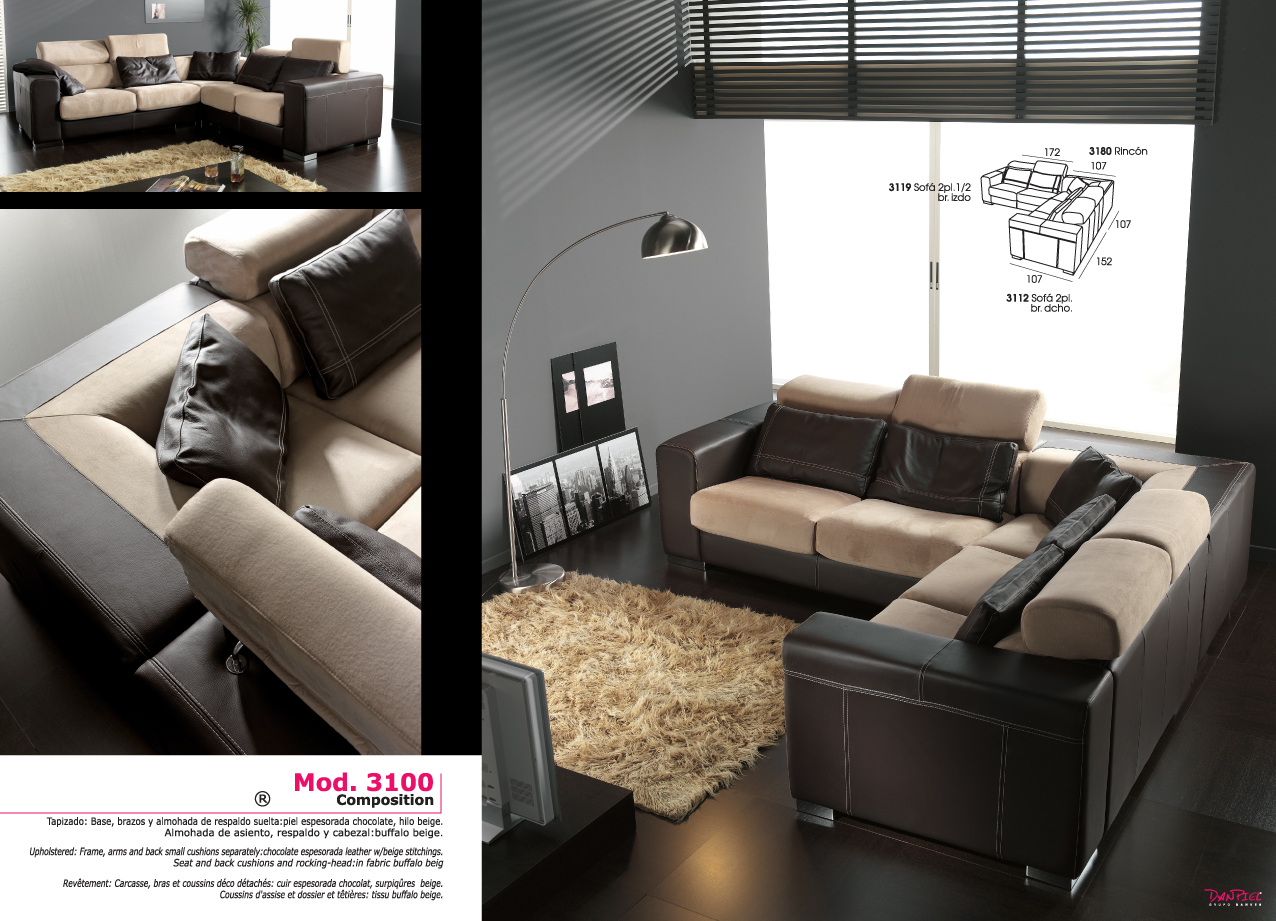 172
3180 Rincón
107
3119 Sofá 2pl.1/2
br. izdo
107
152
107
3112 Sofá 2pl.
br. dcho.
Mod. 3100
® Composition
Tapizado: Base, brazos y almohada de respaldo suelta:piel espesorada chocolate, hilo beige.
Almohada de asiento, respaldo y cabezal:buffalo beige.
Upholstered: Frame, arms and back small cushions separately:chocolate espesorada leather w/beige stitchings.
Seat and back cushions and rocking-head:in fabric buffalo beig
Revêtement: Carcasse, bras et coussins déco détachés: cuir espesorada chocolat, surpiqûres beige.
Coussins d'assise et dossier et têtières: tissu buffalo beige.
DANPIEL